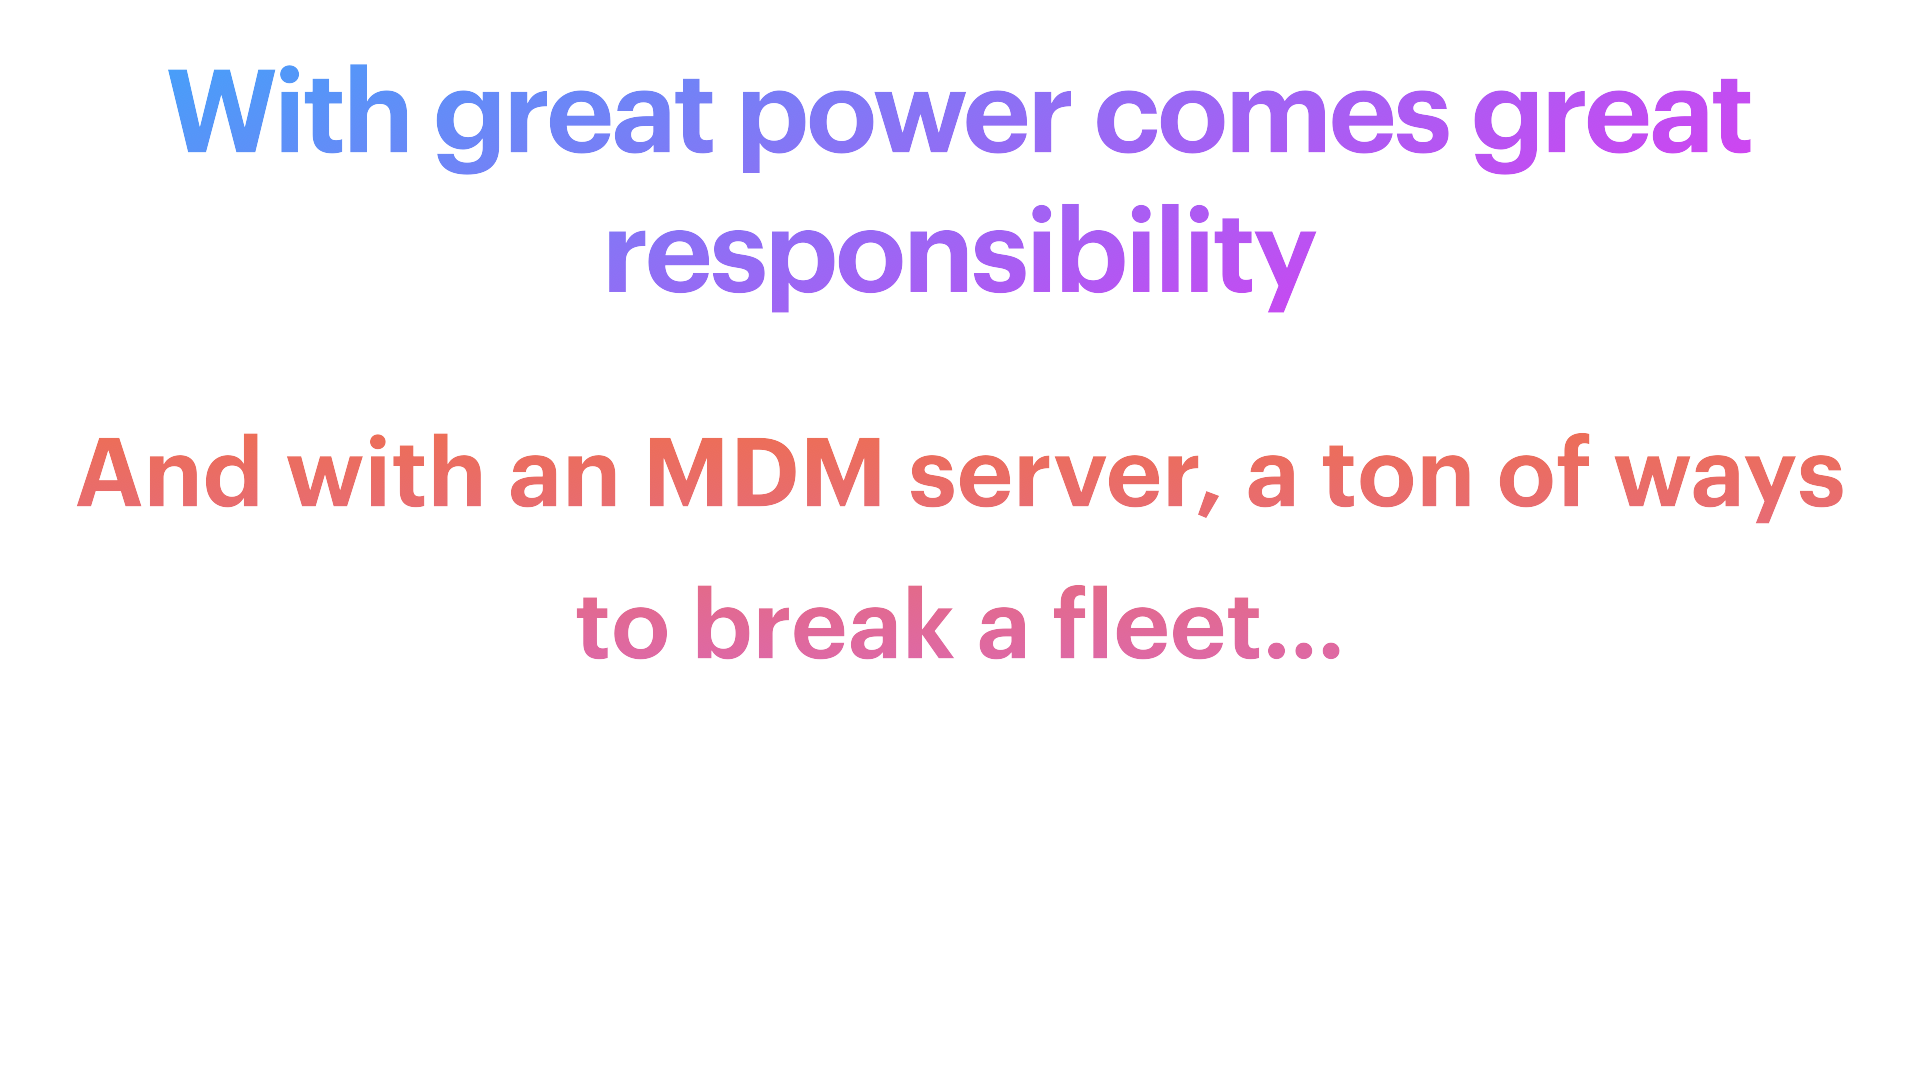 With great power comes great
responsibility
And with an MDM server, a ton of ways
to break a fleet...